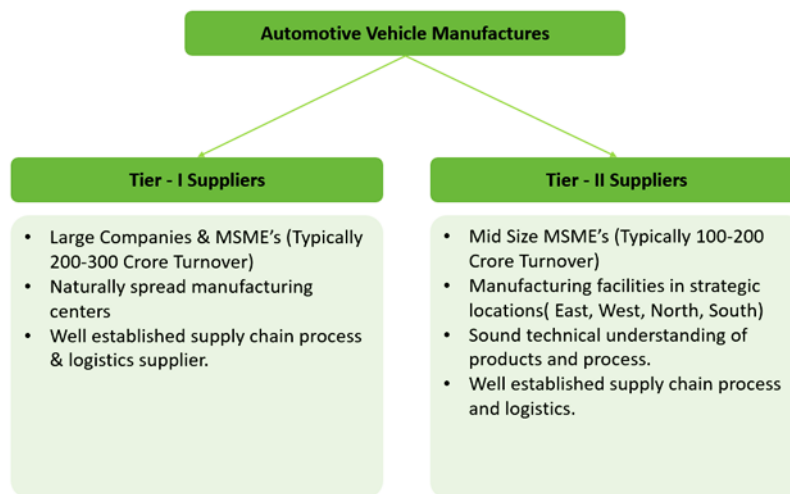 Automotive Vehicle Manufactures
Tier - I Suppliers
• Large Companies & MSME's (Typically
200-300 Crore Turnover)
• Naturally spread manufacturing
centers
• Well established supply chain process
& logistics supplier.
Tier - II Suppliers
• Mid Size MSME's (Typically 100-200
Crore Turnover)
• Manufacturing facilities in strategic
locations( East, West, North, South)
• Sound technical understanding of
products and process.
• Well established supply chain process
and logistics.